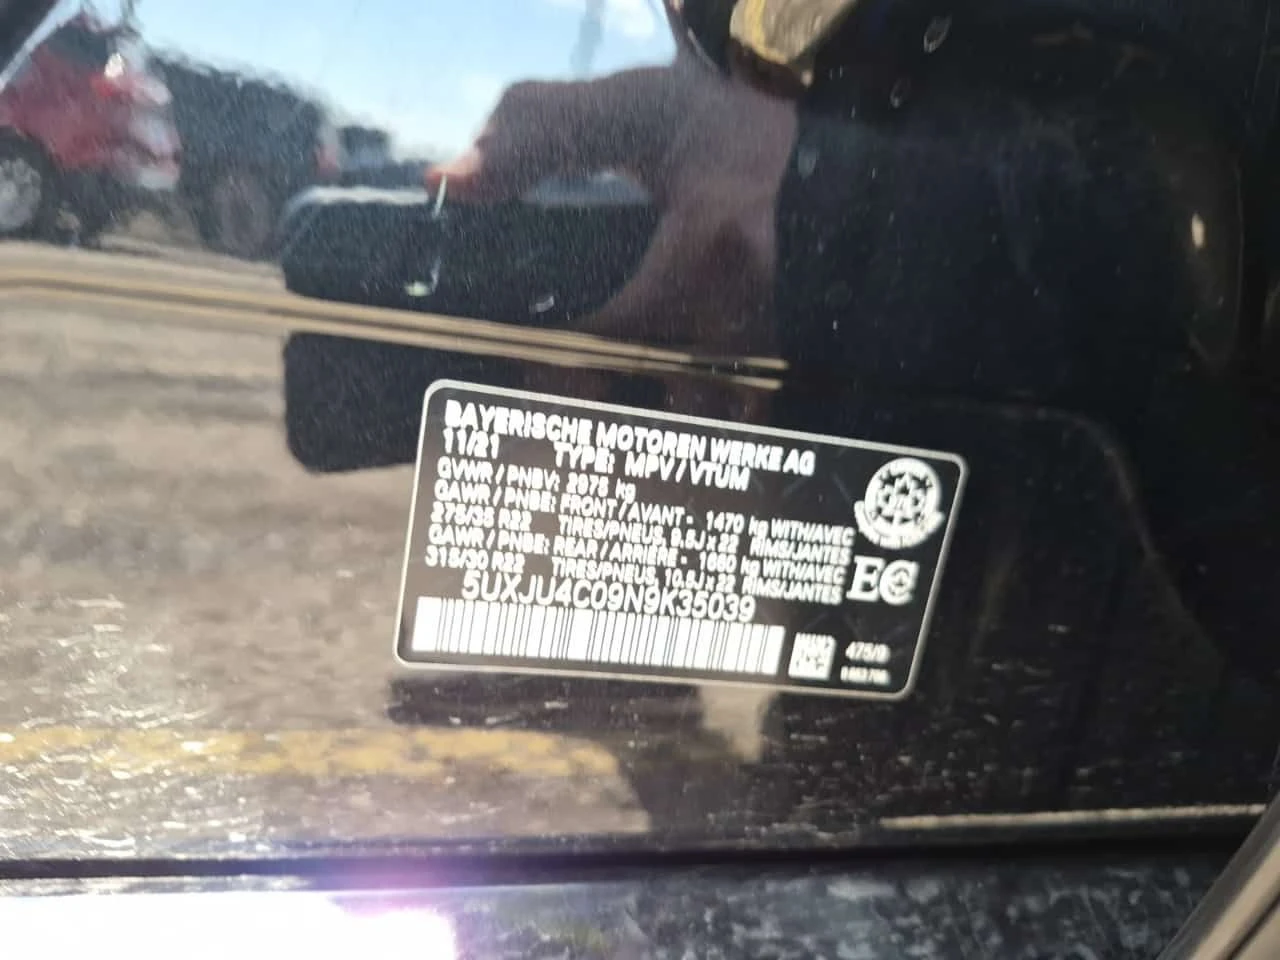 BAYERISCHE MOTOREN WERKE AG
11/21 TYPE: MPV / VTUM
GVWR / PNBV: 2975 kg
GAWR / PNBE: FRONT / AVANT - 1470 kg WITH/AVEC
275/35 R22 TIRES/PNEUS, 9.5J x 22 RIMS/JANTES
GAWR / PNBE: REAR / ARRIÈRE - 1660 kg WITH/AVEC
315/30 R22 TIRES/PNEUS, 10.5J x 22 RIMS/JANTES
5UXJU4C09N9K35039
EC
475/B